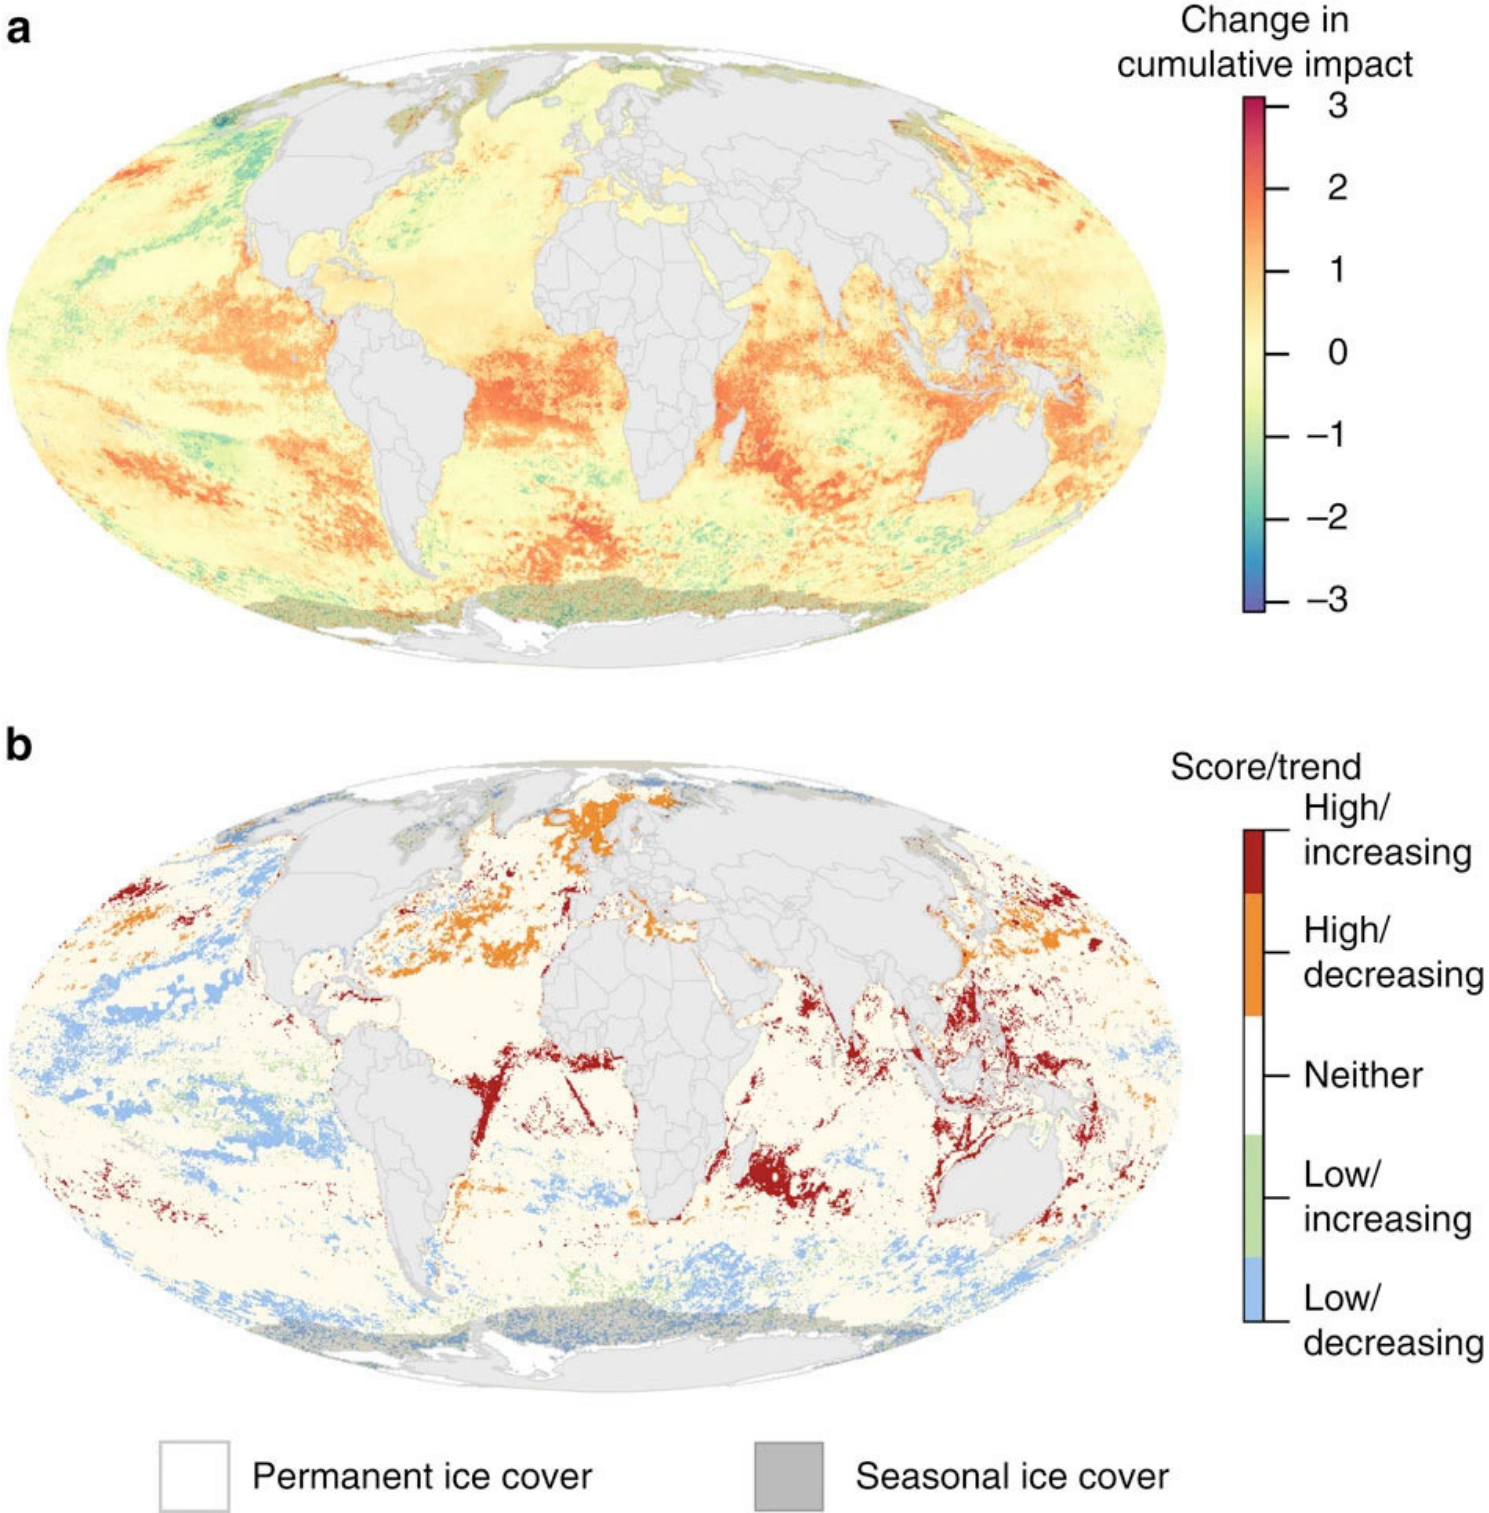 a
Change in
cumulative impact
3
2
1
0
−1
−2
−3
b
Score/trend
High/
increasing
High/
decreasing
Neither
Low/
increasing
Low/
decreasing
Permanent ice cover
Seasonal ice cover